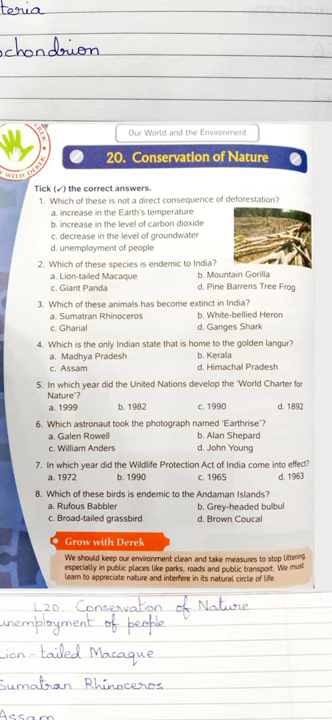 teria
ochondrion
Our World and the Environment
WITH DEREK
20. Conservation of Nature
Tick (✓) the correct answers.
1. Which of these is not a direct consequence of deforestation?
a. increase in the Earth's temperature
b. increase in the level of carbon dioxide
c. decrease in the level of groundwater
d. unemployment of people
2. Which of these species is endemic to India?
a. Lion-tailed Macaque b. Mountain Gorilla
c. Giant Panda d. Pine Barrens Tree Frog
3. Which of these animals has become extinct in India?
a. Sumatran Rhinoceros b. White-bellied Heron
c. Gharial d. Ganges Shark
4. Which is the only Indian state that is home to the golden langur?
a. Madhya Pradesh b. Kerala
c. Assam d. Himachal Pradesh
5. In which year did the United Nations develop the 'World Charter for
Nature'?
a. 1999 b. 1982 c. 1990 d. 1892
6. Which astronaut took the photograph named 'Earthrise'?
a. Galen Rowell b. Alan Shepard
c. William Anders d. John Young
7. In which year did the Wildlife Protection Act of India come into effect?
a. 1972 b. 1990 c. 1965 d. 1963
8. Which of these birds is endemic to the Andaman Islands?
a. Rufous Babbler b. Grey-headed bulbul
c. Broad-tailed grassbird d. Brown Coucal
Grow with Derek
We should keep our environment clean and take measures to stop littering,
especially in public places like parks, roads and public transport. We must
learn to appreciate nature and interfere in its natural circle of life.
L20. Conservation of Nature
unemployment of people
Lion-tailed Macaque
Sumatran Rhinoceros
Assam